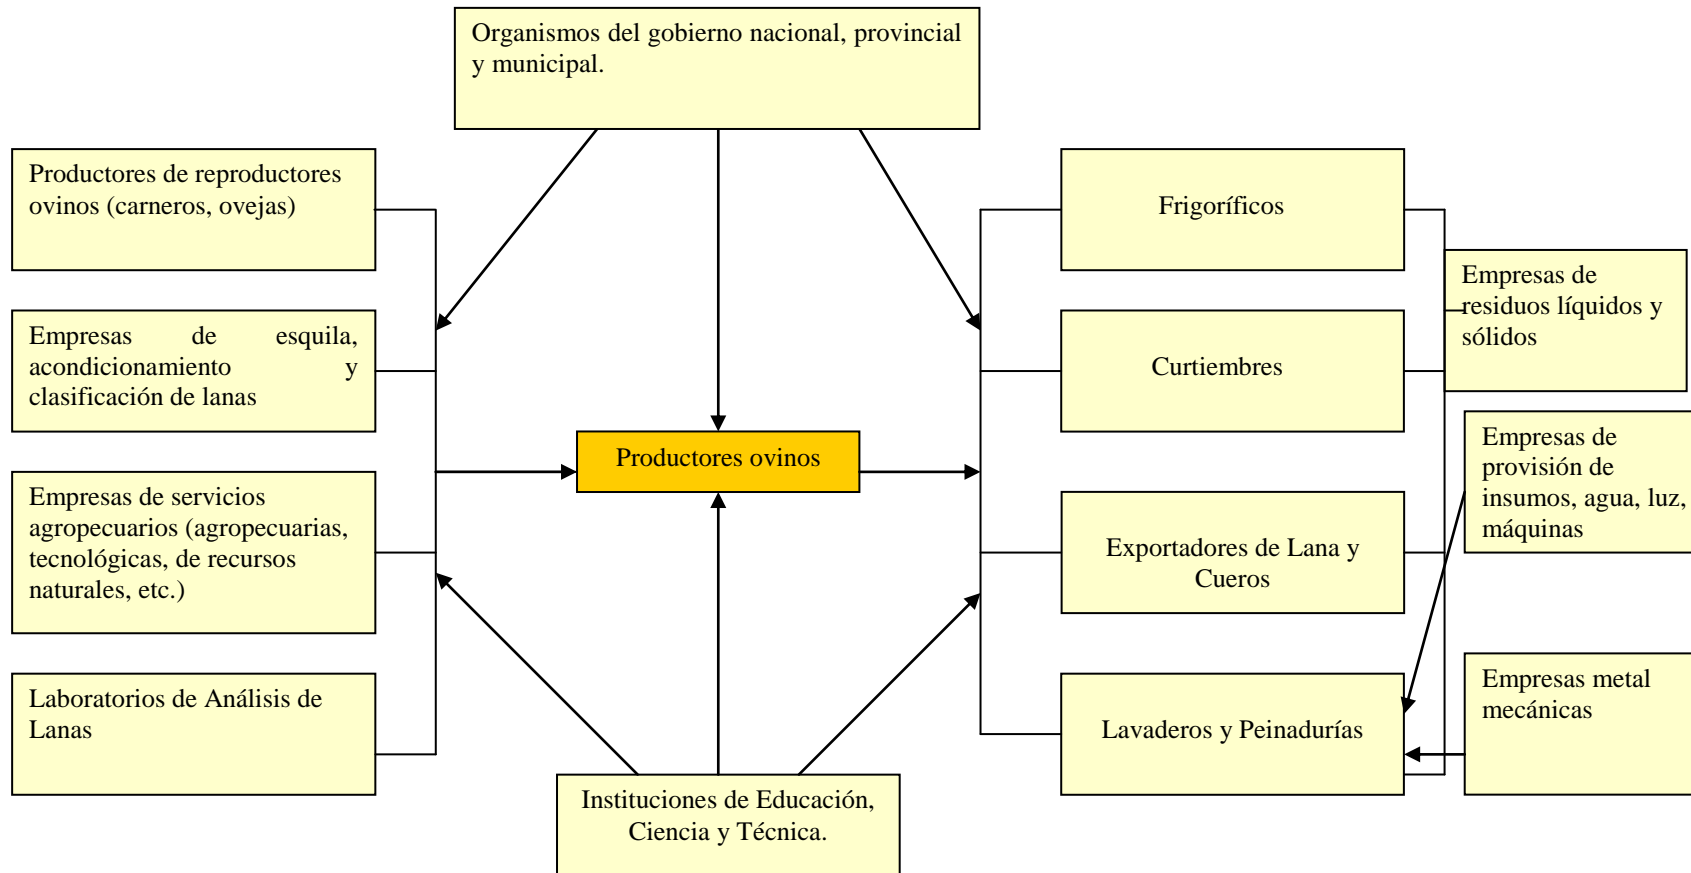 Organismos del gobierno nacional, provincial
y municipal.
Productores de reproductores
ovinos (carneros, ovejas)
Empresas de esquila,
acondicionamiento y
clasificación de lanas
Empresas de servicios
agropecuarios (agropecuarias,
tecnológicas, de recursos
naturales, etc.)
Laboratorios de Análisis de
Lanas
Productores ovinos
Instituciones de Educación,
Ciencia y Técnica.
Frigoríficos
Curtiembres
Exportadores de Lana y
Cueros
Lavaderos y Peinadurías
Empresas de
residuos líquidos y
sólidos
Empresas de
provisión de
insumos, agua, luz,
máquinas
Empresas metal
mecánicas